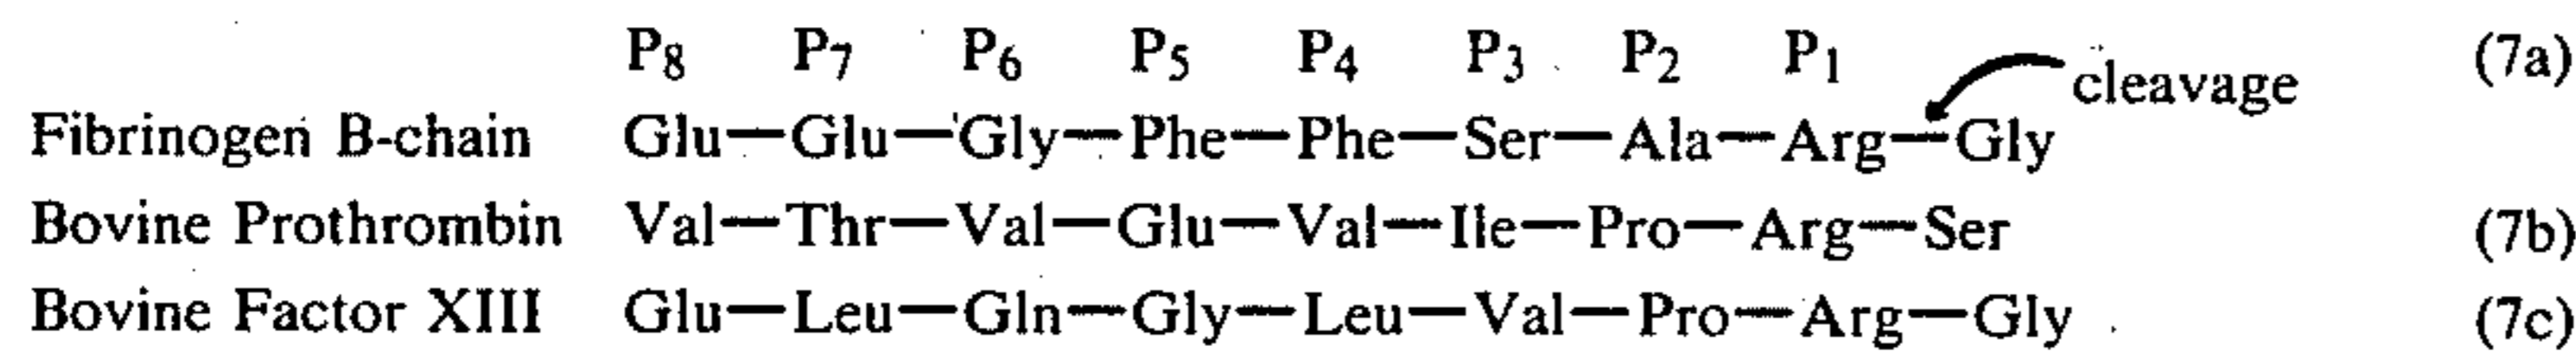 P₈ P₇ P₆ P₅ P₄ P₃ P₂ P₁ cleavage (7a)
Fibrinogen B-chain Glu—Glu—Gly—Phe—Phe—Ser—Ala—Arg—Gly
Bovine Prothrombin Val—Thr—Val—Glu—Val—Ile—Pro—Arg—Ser (7b)
Bovine Factor XIII Glu—Leu—Gln—Gly—Leu—Val—Pro—Arg—Gly (7c)